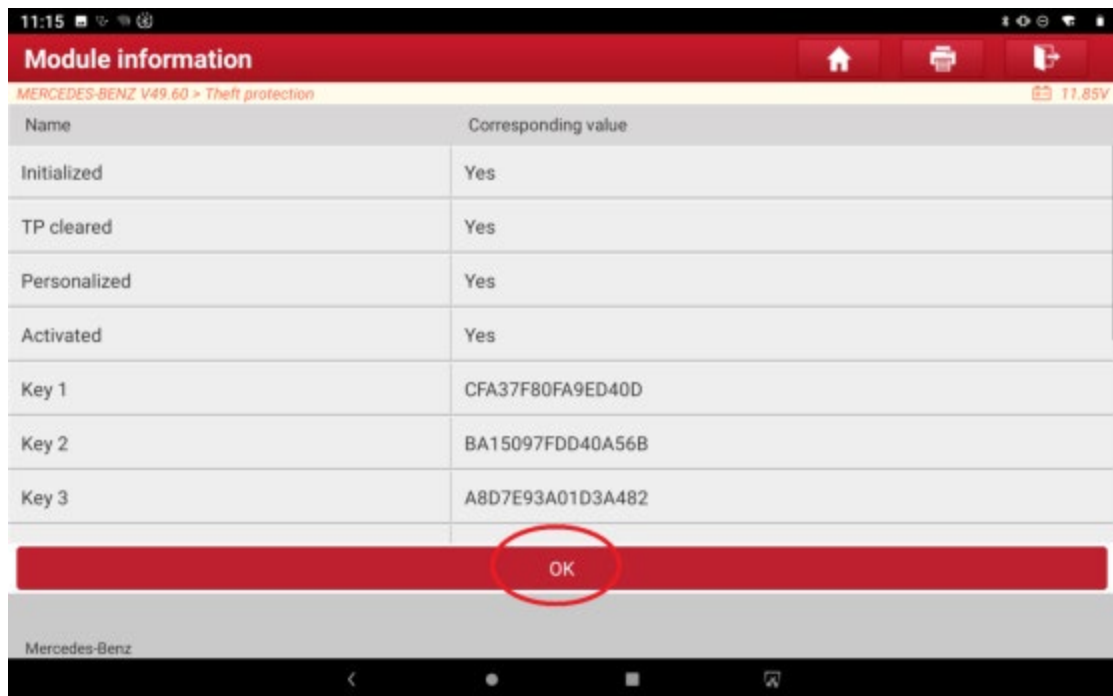 11:15
Module information
MERCEDES-BENZ V49.60 > Theft protection 11.85V
Name Corresponding value
Initialized Yes
TP cleared Yes
Personalized Yes
Activated Yes
Key 1 CFA37F80FA9ED40D
Key 2 BA15097FDD40A56B
Key 3 A8D7E93A01D3A482
OK
Mercedes-Benz